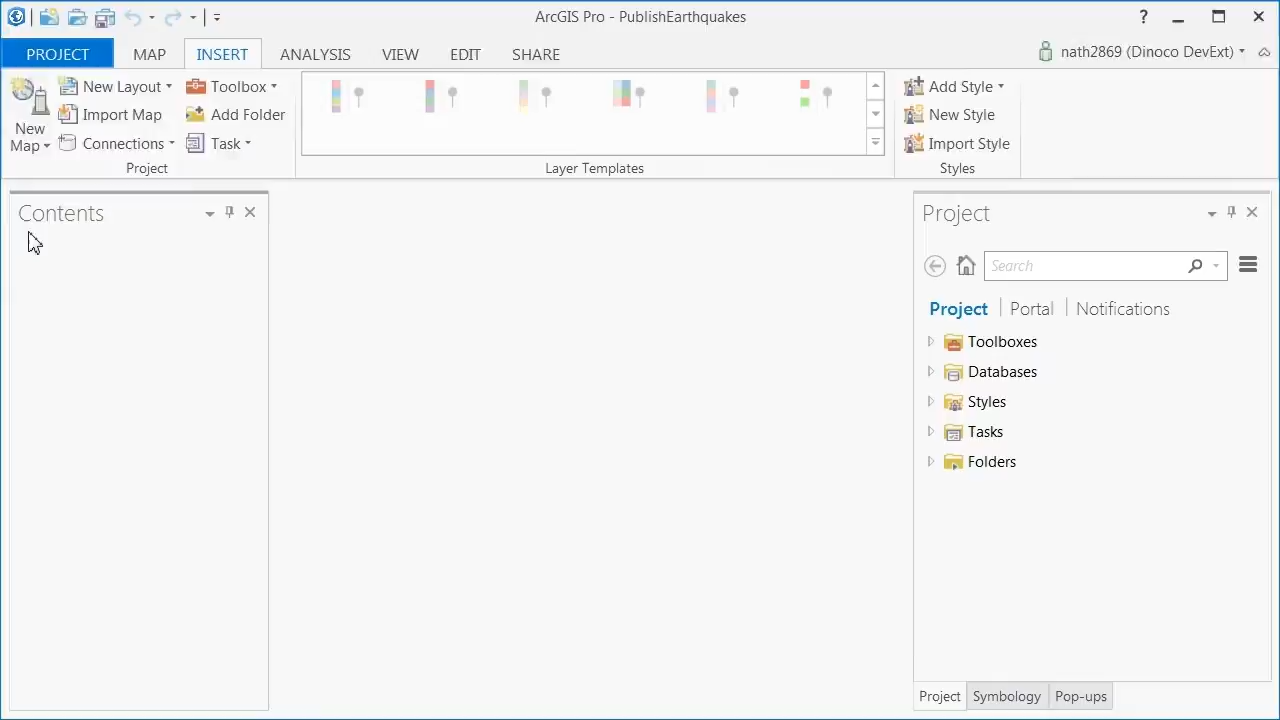 ArcGIS Pro - PublishEarthquakes
?
PROJECT MAP INSERT ANALYSIS VIEW EDIT SHARE nath2869 (Dinoco DevExt)
New Map
New Layout
Import Map
Connections
Toolbox
Add Folder
Task
Project
Layer Templates
Add Style
New Style
Import Style
Styles
Contents
Project
Search
Project | Portal | Notifications
Toolboxes
Databases
Styles
Tasks
Folders
Project Symbology Pop-ups